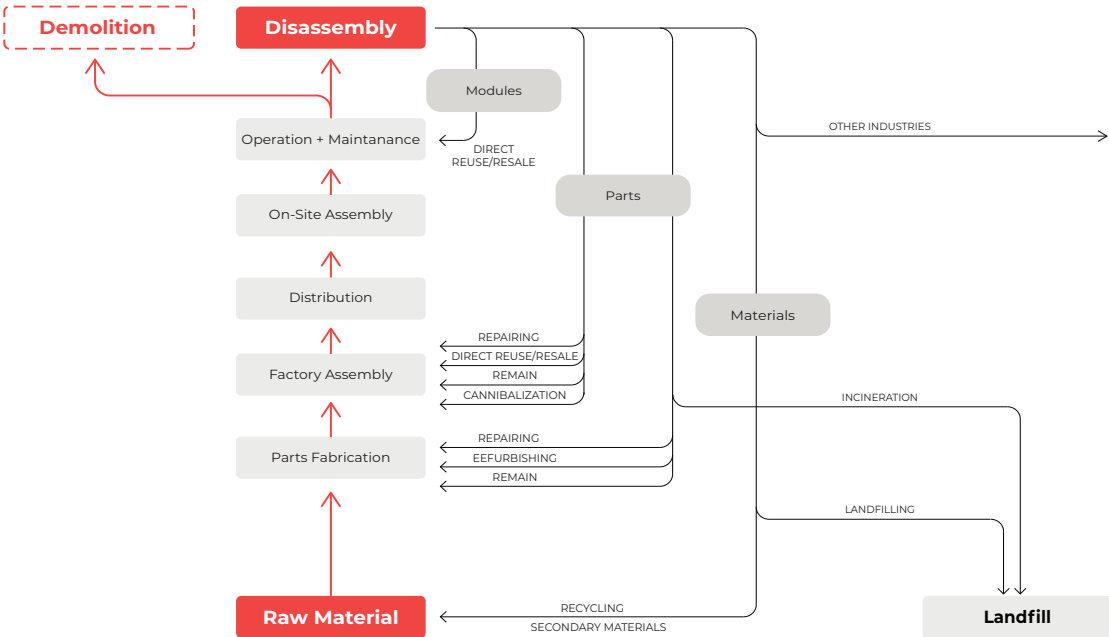 Demolition
Disassembly
Modules
OTHER INDUSTRIES
Operation + Maintanance
DIRECT
REUSE/RESALE
Parts
On-Site Assembly
Distribution
Materials
REPAIRING
DIRECT REUSE/RESALE
Factory Assembly
REMAIN
CANNIBALIZATION
INCINERATION
REPAIRING
Parts Fabrication
EEFURBISHING
REMAIN
LANDFILLING
RECYCLING
Raw Material
SECONDARY MATERIALS
Landfill